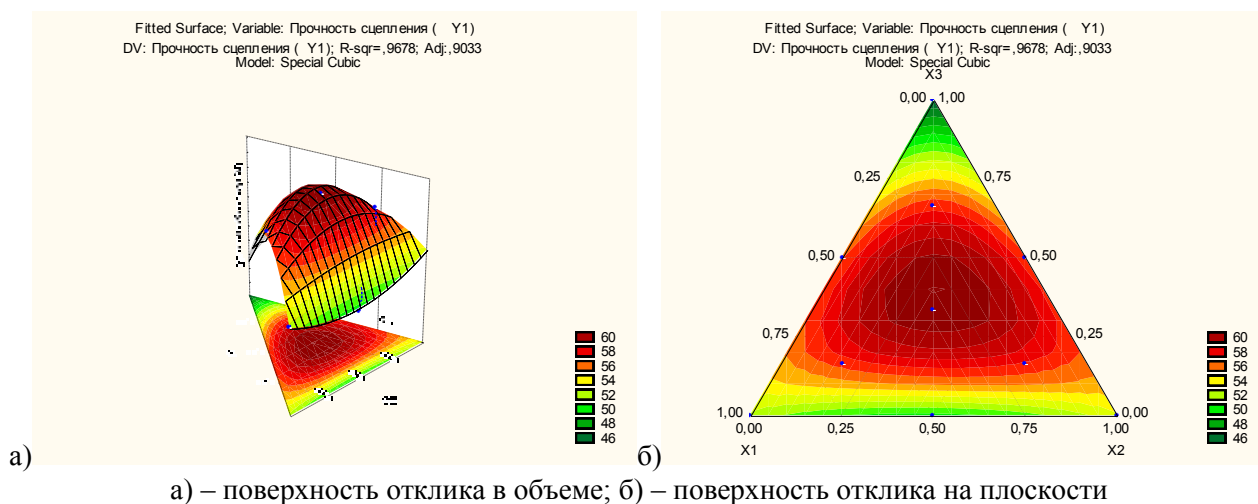 Fitted Surface; Variable: Прочность сцепления ( Y1)
DV: Прочность сцепления ( Y1); R-sqr=,9678; Adj:,9033
Model: Special Cubic
60
58
56
54
52
50
48
46
а)
Fitted Surface; Variable: Прочность сцепления ( Y1)
DV: Прочность сцепления ( Y1); R-sqr=,9678; Adj:,9033
Model: Special Cubic
X3
0,00 1,00
0,25 0,75
0,50 0,50
0,75 0,25
1,00 0,00
0,00 0,25 0,50 0,75 1,00
X1 X2
60
58
56
54
52
50
48
46
б)
а) – поверхность отклика в объеме; б) – поверхность отклика на плоскости